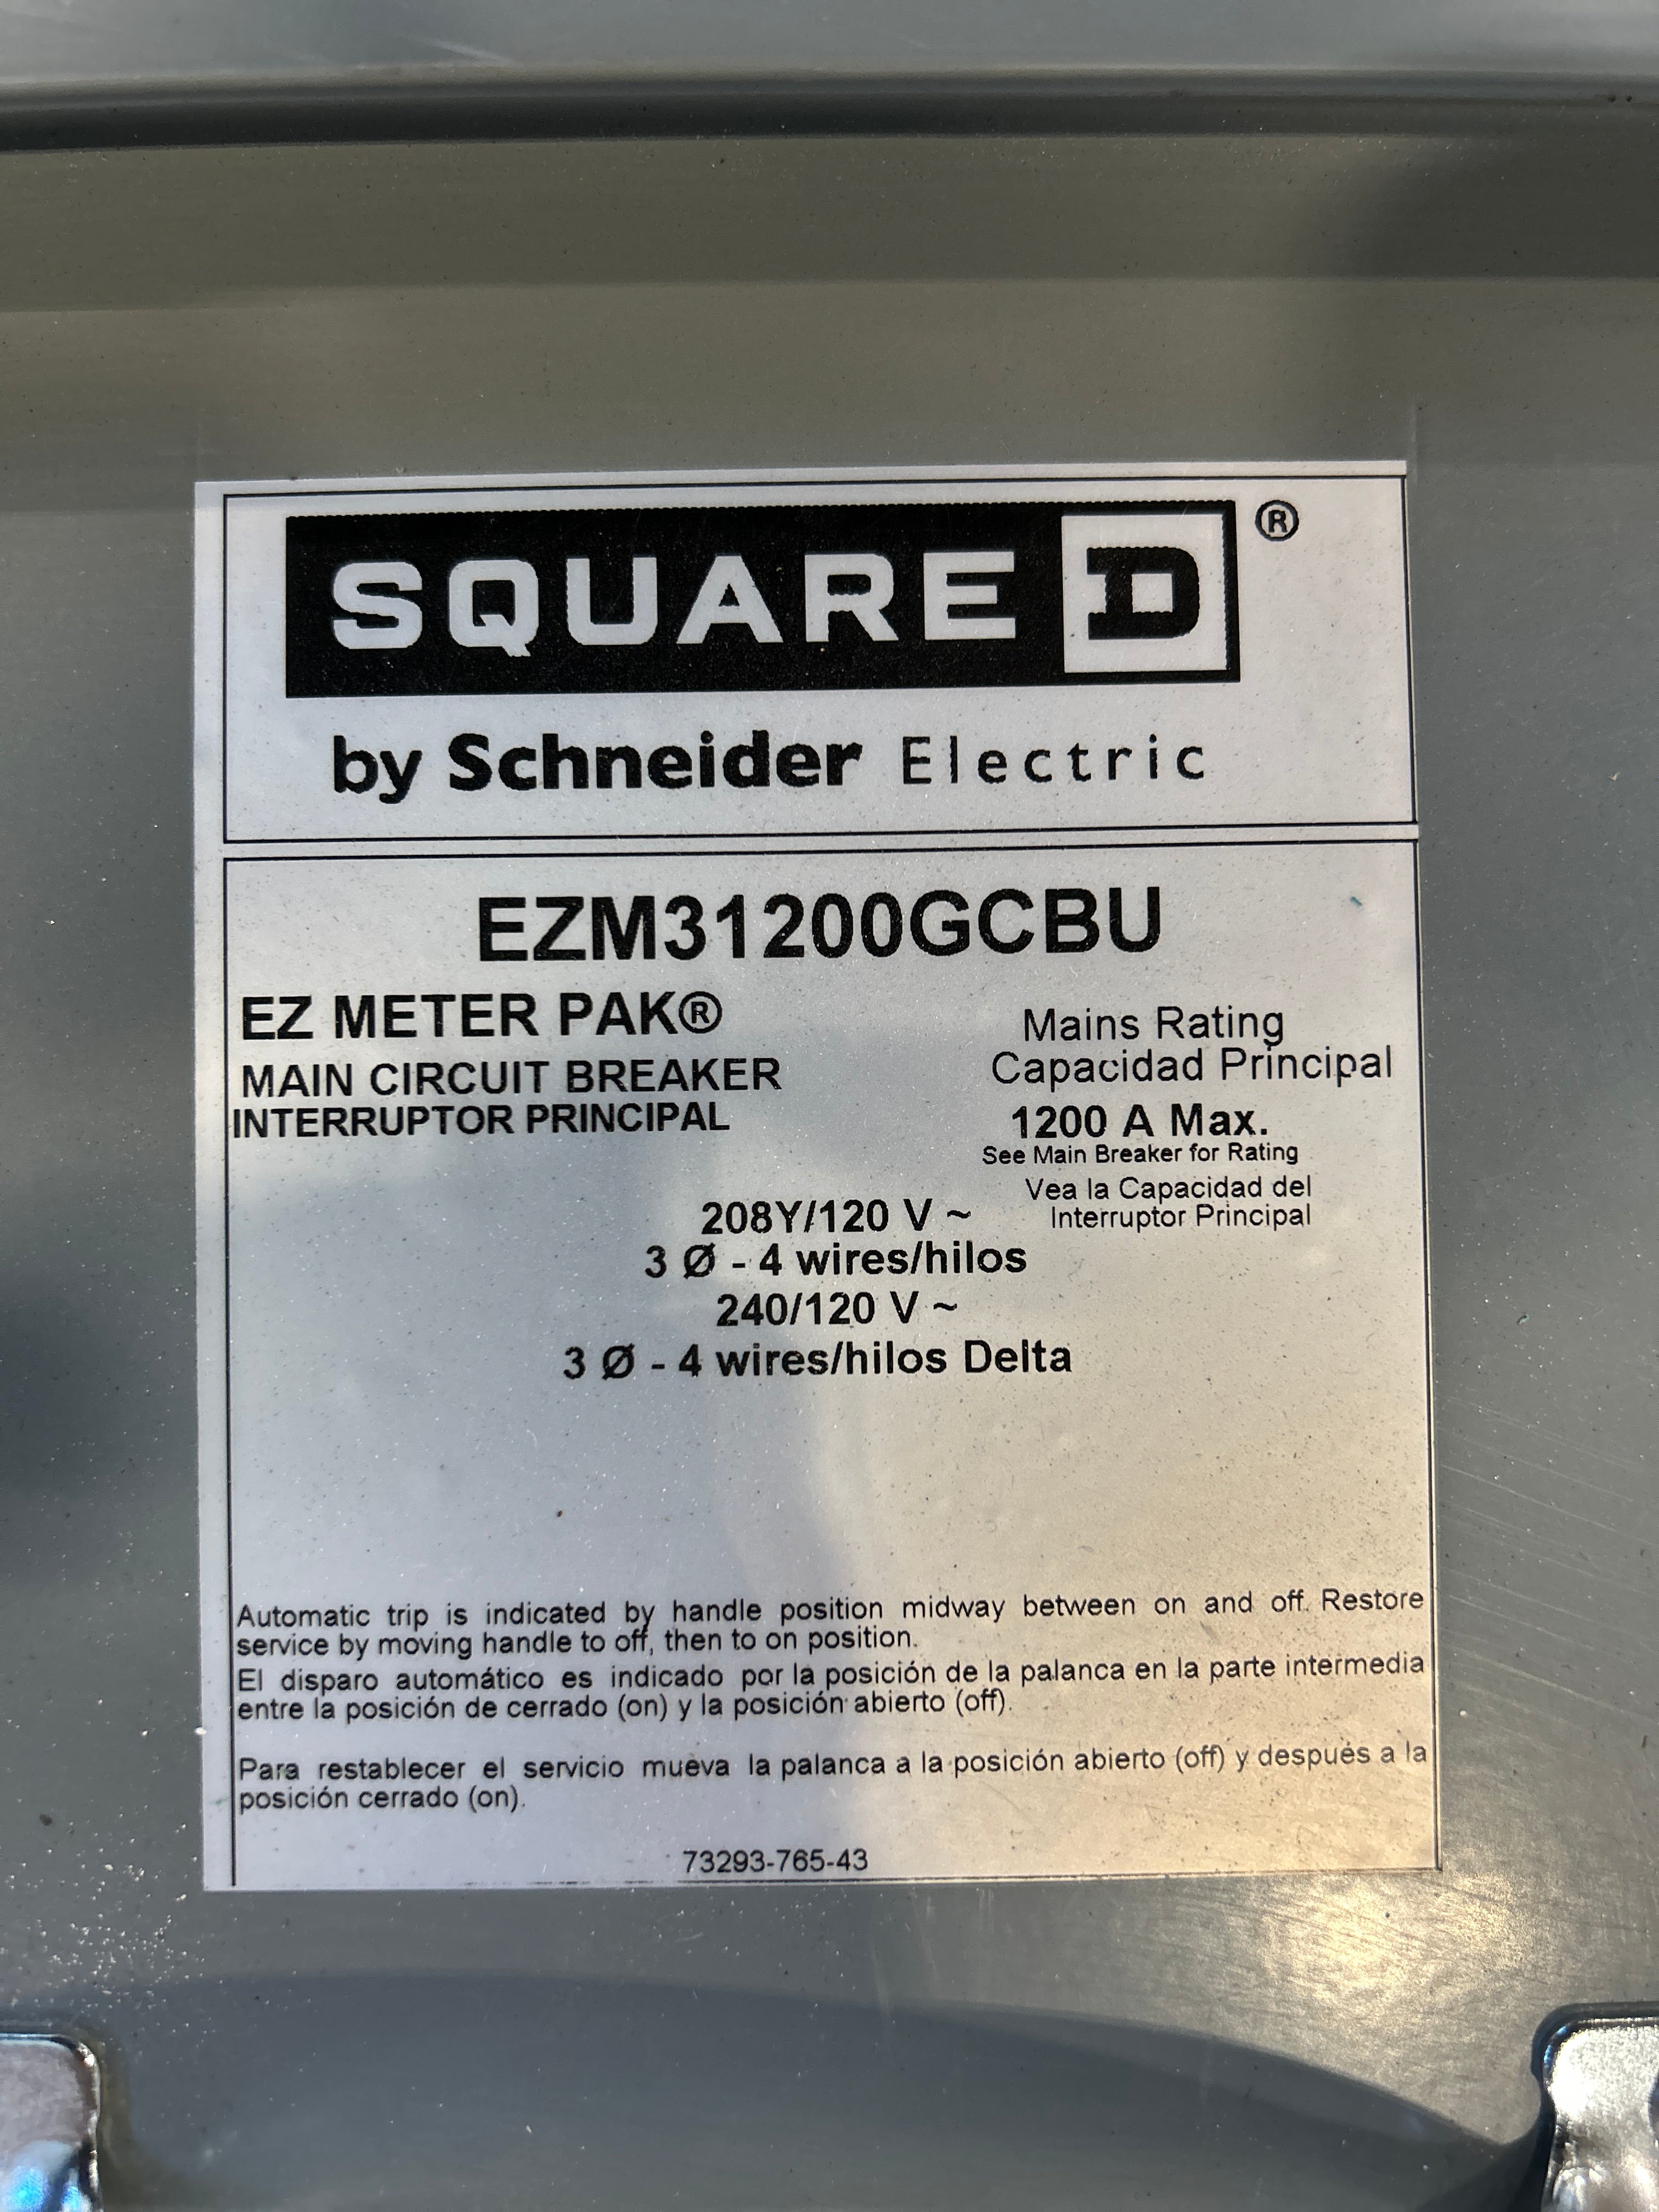 SQUARE D ®
by Schneider Electric
EZM31200GCBU
EZ METER PAK®
MAIN CIRCUIT BREAKER
INTERRUPTOR PRINCIPAL
Mains Rating
Capacidad Principal
1200 A Max.
See Main Breaker for Rating
Vea la Capacidad del
Interruptor Principal
208Y/120 V ~
3 Ø - 4 wires/hilos
240/120 V ~
3 Ø - 4 wires/hilos Delta
Automatic trip is indicated by handle position midway between on and off. Restore
service by moving handle to off, then to on position.
El disparo automático es indicado por la posición de la palanca en la parte intermedia
entre la posición de cerrado (on) y la posición abierto (off).
Para restablecer el servicio mueva la palanca a la posición abierto (off) y después a la
posición cerrado (on).
73293-765-43